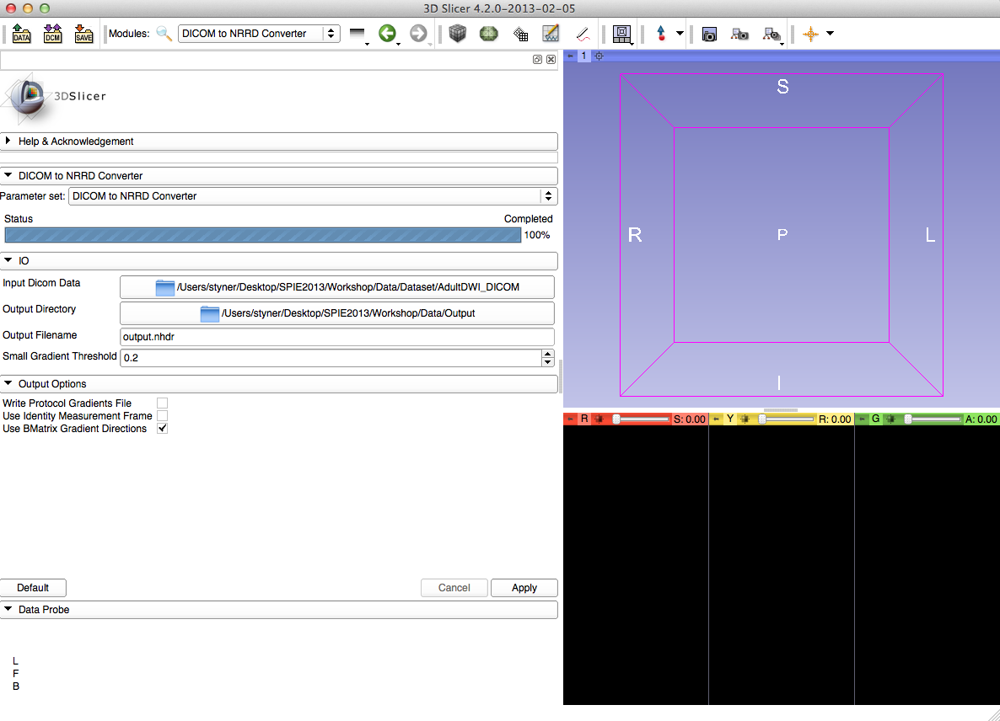 3D Slicer 4.2.0-2013-02-05
DATA DCM SAVE Modules: DICOM to NRRD Converter
1
3DSlicer
Help & Acknowledgement
DICOM to NRRD Converter
Parameter set: DICOM to NRRD Converter
Status Completed
100%
IO
Input Dicom Data /Users/styner/Desktop/SPIE2013/Workshop/Data/Dataset/AdultDWI_DICOM
Output Directory /Users/styner/Desktop/SPIE2013/Workshop/Data/Output
Output Filename output.nhdr
Small Gradient Threshold 0.2
Output Options
Write Protocol Gradients File
Use Identity Measurement Frame
Use BMatrix Gradient Directions
Default Cancel Apply
Data Probe
L
F
B
S
R P L
I
R S: 0.00 Y R: 0.00 G A: 0.00